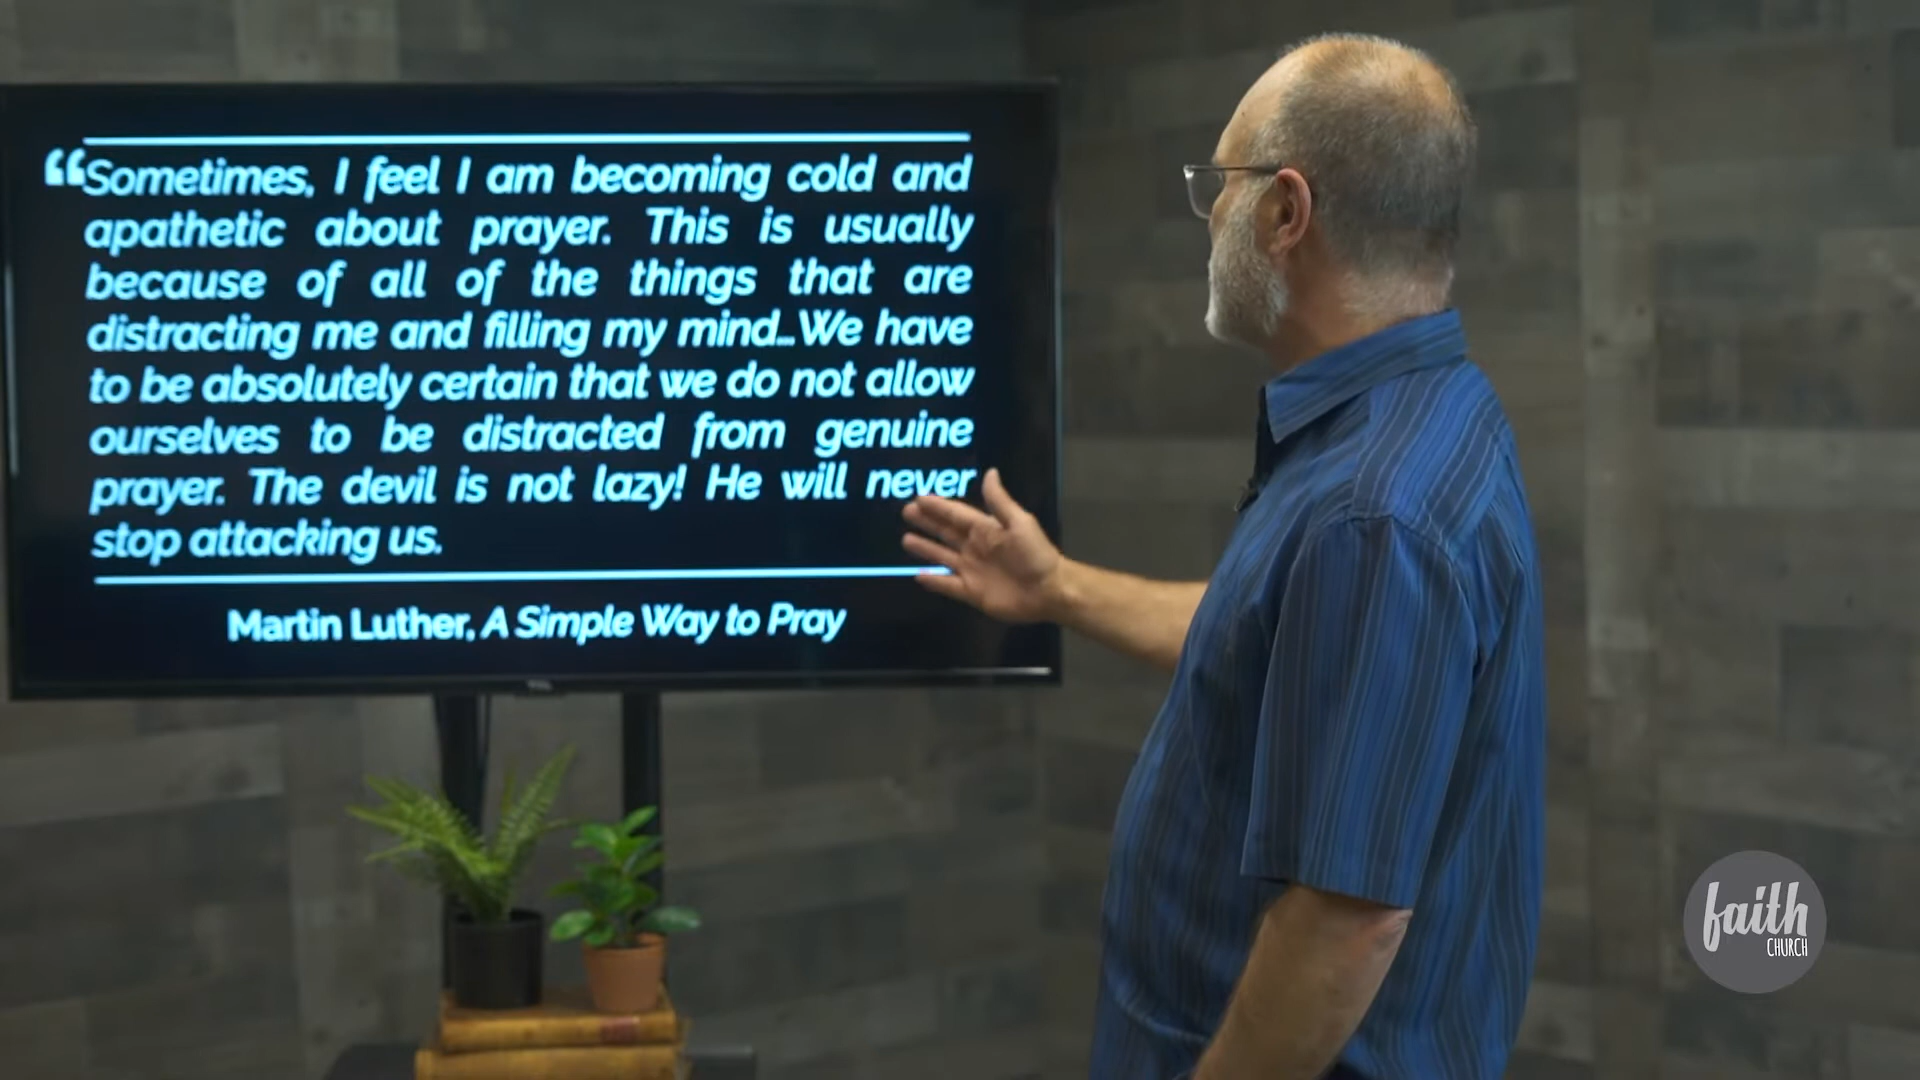 “Sometimes, I feel I am becoming cold and
apathetic about prayer. This is usually
because of all of the things that are
distracting me and filling my mind...We have
to be absolutely certain that we do not allow
ourselves to be distracted from genuine
prayer. The devil is not lazy! He will never
stop attacking us.
Martin Luther, A Simple Way to Pray
faith
CHURCH